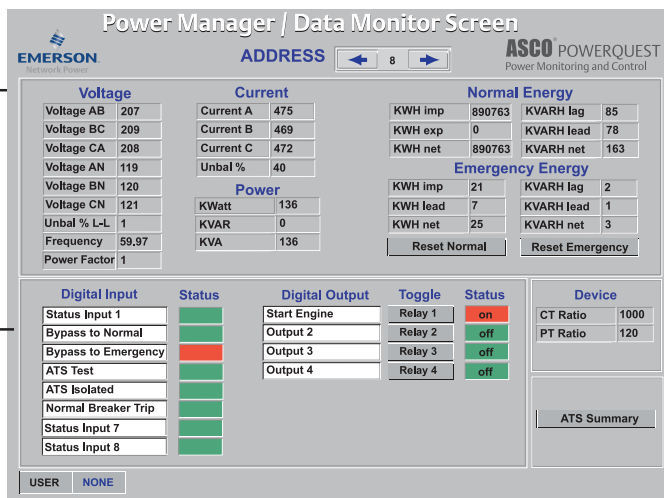 Power Manager / Data Monitor Screen
EMERSON
Network Power
ADDRESS 8
ASCO® POWERQUEST
Power Monitoring and Control
Voltage
Voltage AB 207
Voltage BC 209
Voltage CA 208
Voltage AN 119
Voltage BN 120
Voltage CN 121
Unbal % L-L 1
Frequency 59,97
Power Factor 1
Current
Current A 475
Current B 469
Current C 472
Unbal % 40
Power
KWatt 136
KVAR 0
KVA 136
Normal Energy
KWH imp 890763 KVARH lag 85
KWH exp 0 KVARH lead 78
KWH net 890763 KVARH net 163
Emergency Energy
KWH imp 21 KVARH lag 2
KWH lead 7 KVARH lead 1
KWH net 25 KVARH net 3
Reset Normal Reset Emergency
Digital Input Status
Status Input 1
Bypass to Normal
Bypass to Emergency
ATS Test
ATS Isolated
Normal Breaker Trip
Status Input 7
Status Input 8
Digital Output Toggle Status
Start Engine Relay 1 on
Output 2 Relay 2 off
Output 3 Relay 3 off
Output 4 Relay 4 off
Device
CT Ratio 1000
PT Ratio 120
ATS Summary
USER NONE